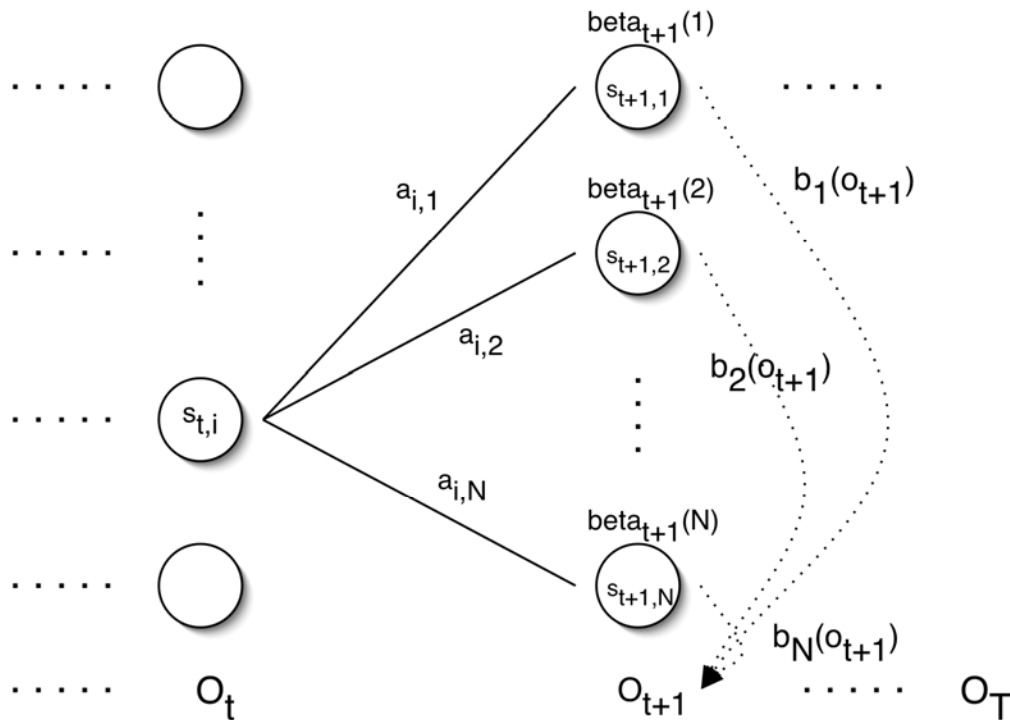 beta_{t+1}(1)
s_{t+1,1}
a_{i,1}
b_1(o_{t+1})
beta_{t+1}(2)
s_{t+1,2}
a_{i,2}
b_2(o_{t+1})
s_{t,i}
a_{i,N}
beta_{t+1}(N)
s_{t+1,N}
b_N(o_{t+1})
O_t
O_{t+1}
O_T